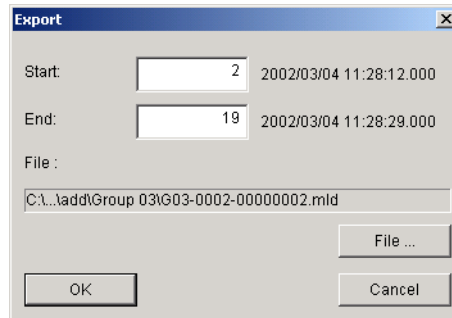 Export
Start: 2 2002/03/04 11:28:12.000
End: 19 2002/03/04 11:28:29.000
File :
C:\...\add\Group 03\G03-0002-00000002.mld
File ...
OK Cancel